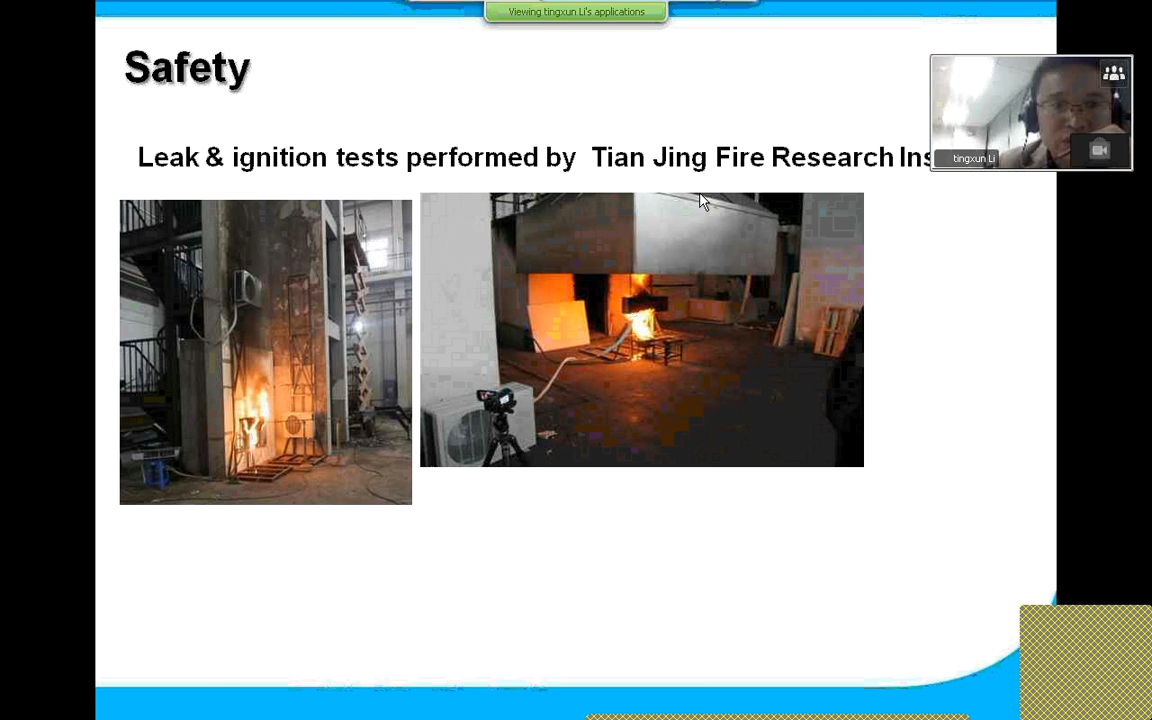 Viewing tingxun Li's applications
Safety
Leak & ignition tests performed by Tian Jing Fire Research Ins
tingxun Li